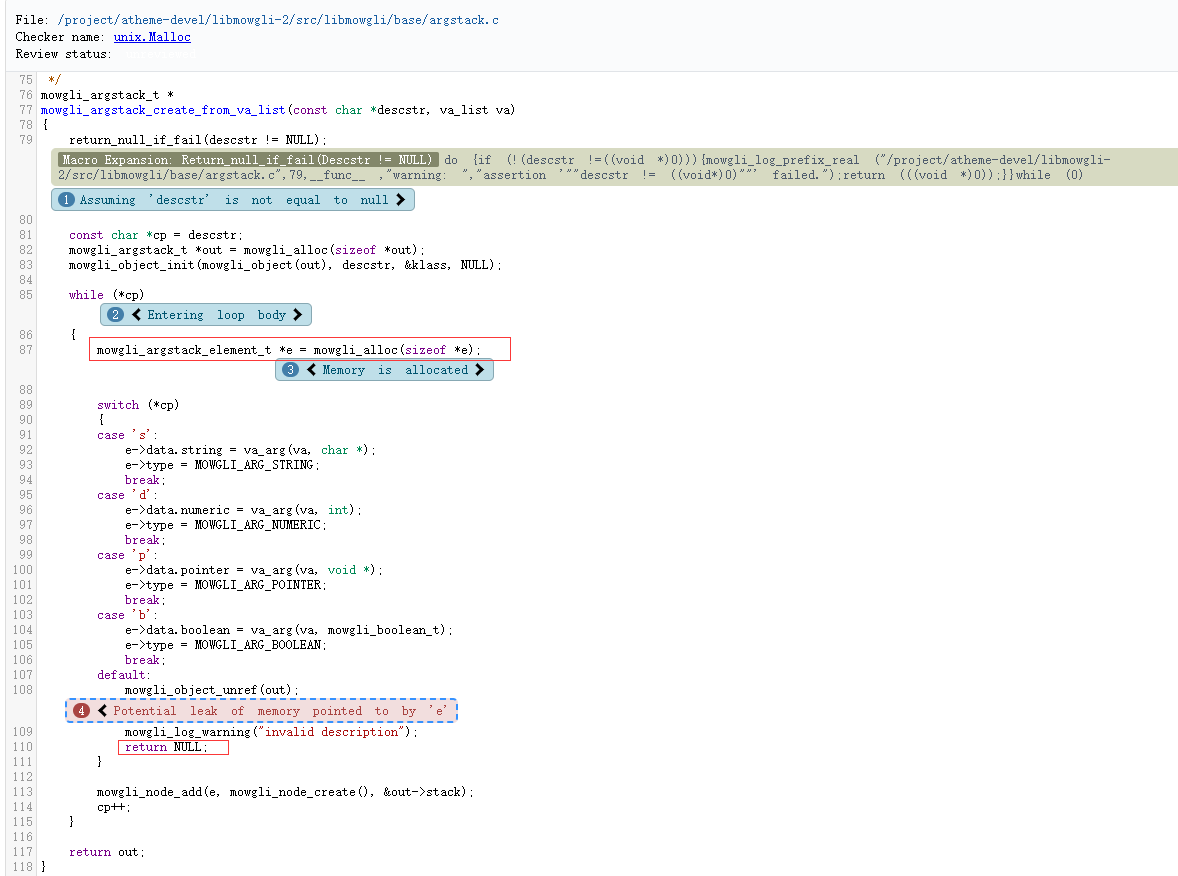 File: /project/atheme-devel/libmowgli-2/src/libmowgli/base/argstack.c
Checker name: unix.Malloc
Review status:
75 */
76 mowgli_argstack_t *
77 mowgli_argstack_create_from_va_list(const char *descstr, va_list va)
78 {
79 return_null_if_fail(descstr != NULL);
Macro Expansion: Return_null_if_fail(Descstr != NULL) do {if (!(descstr !=((void *)0))){mowgli_log_prefix_real ("/project/atheme-devel/libmowgli-
2/src/libmowgli/base/argstack.c",79,__func__ ,"warning: ","assertion '""descstr != ((void*)0)""' failed.");return (((void *)0));}}while (0)
1 Assuming 'descstr' is not equal to null
80
81 const char *cp = descstr;
82 mowgli_argstack_t *out = mowgli_alloc(sizeof *out);
83 mowgli_object_init(mowgli_object(out), descstr, &klass, NULL);
84
85 while (*cp)
2 Entering loop body
86 {
87 mowgli_argstack_element_t *e = mowgli_alloc(sizeof *e);
3 Memory is allocated
88
89 switch (*cp)
90 {
91 case 's':
92 e->data.string = va_arg(va, char *);
93 e->type = MOWGLI_ARG_STRING;
94 break;
95 case 'd':
96 e->data.numeric = va_arg(va, int);
97 e->type = MOWGLI_ARG_NUMERIC;
98 break;
99 case 'p':
100 e->data.pointer = va_arg(va, void *);
101 e->type = MOWGLI_ARG_POINTER;
102 break;
103 case 'b':
104 e->data.boolean = va_arg(va, mowgli_boolean_t);
105 e->type = MOWGLI_ARG_BOOLEAN;
106 break;
107 default:
108 mowgli_object_unref(out);
4 Potential leak of memory pointed to by 'e'
109 mowgli_log_warning("invalid description");
110 return NULL;
111 }
112
113 mowgli_node_add(e, mowgli_node_create(), &out->stack);
114 cp++;
115 }
116
117 return out;
118 }